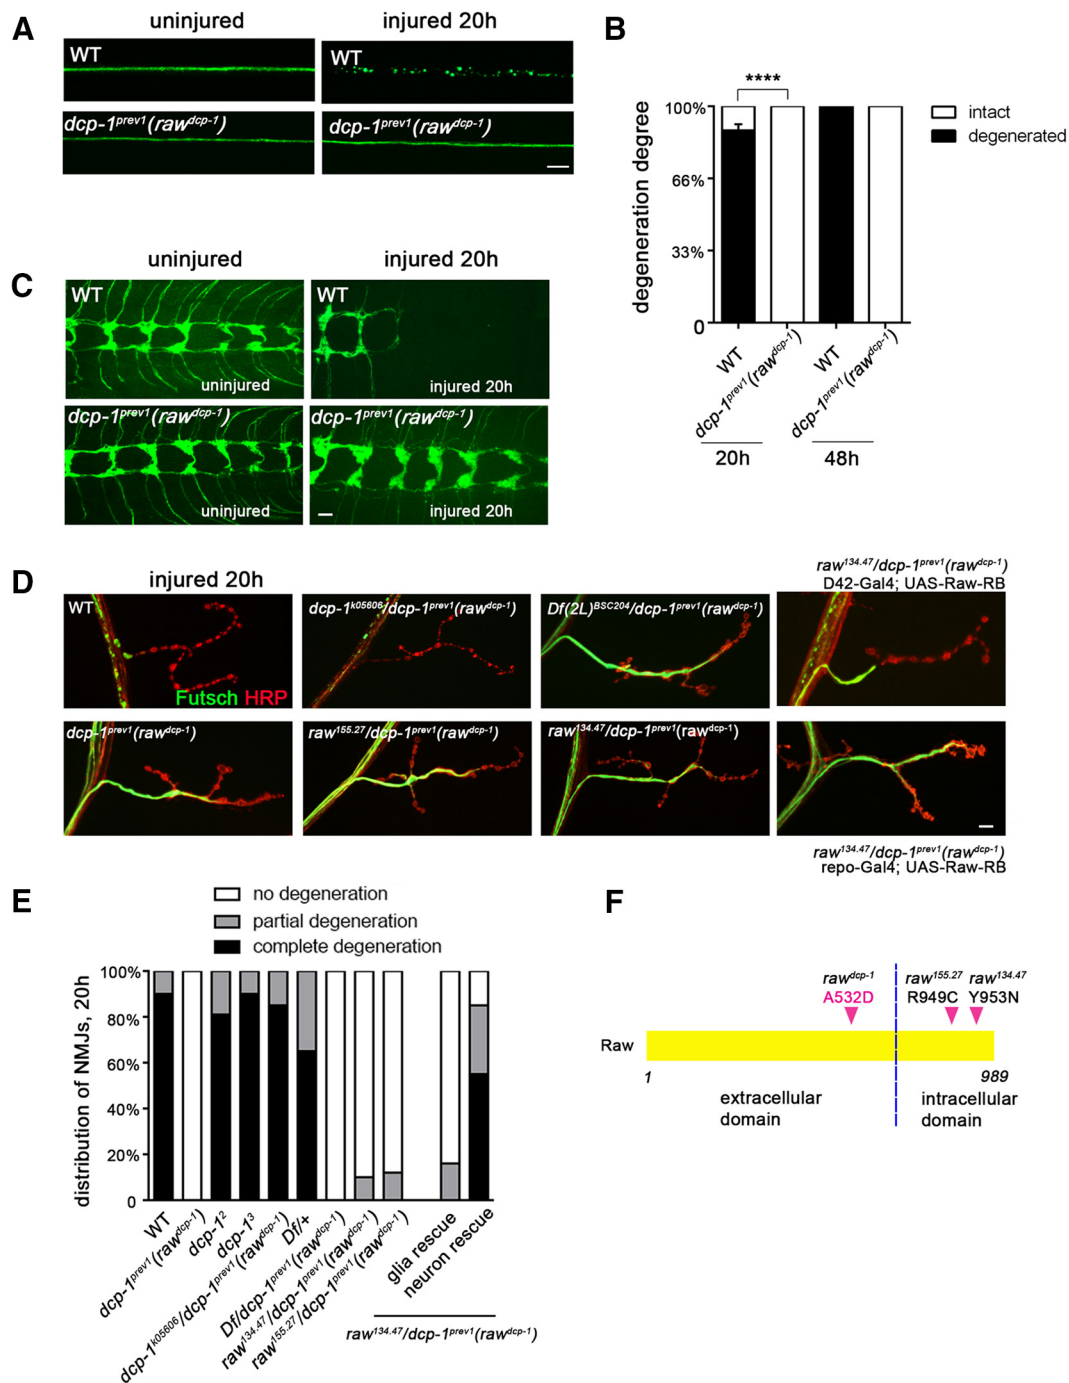 A
uninjured
injured 20h
WT
WT
dcp-1prev1(rawdcp-1)
dcp-1prev1(rawdcp-1)
B
****
100%
66%
33%
0
degeneration degree
intact
degenerated
WT
dcp-1prev1(rawdcp-1)
WT
dcp-1prev1(rawdcp-1)
20h
48h
C
uninjured
injured 20h
WT
uninjured
WT
injured 20h
dcp-1prev1(rawdcp-1)
uninjured
dcp-1prev1(rawdcp-1)
injured 20h
D
injured 20h
raw134.47/dcp-1prev1(rawdcp-1)
D42-Gal4; UAS-Raw-RB
WT
Futsch HRP
dcp-1k05606/dcp-1prev1(rawdcp-1)
Df(2L)BSC204/dcp-1prev1(rawdcp-1)
dcp-1prev1(rawdcp-1)
raw155.27/dcp-1prev1(rawdcp-1)
raw134.47/dcp-1prev1(rawdcp-1)
raw134.47/dcp-1prev1(rawdcp-1)
repo-Gal4; UAS-Raw-RB
E
no degeneration
partial degeneration
complete degeneration
distribution of NMJs, 20h
100%
80%
60%
40%
20%
0
WT
dcp-1prev1(rawdcp-1)
dcp-12
dcp-13
dcp-1k05606/dcp-1prev1(rawdcp-1)
Df/+
Df/dcp-1prev1(rawdcp-1)
raw134.47/dcp-1prev1(rawdcp-1)
raw155.27/dcp-1prev1(rawdcp-1)
glia rescue
neuron rescue
raw134.47/dcp-1prev1(rawdcp-1)
F
rawdcp-1
A532D
raw155.27
R949C
raw134.47
Y953N
Raw
1
989
extracellular
domain
intracellular
domain